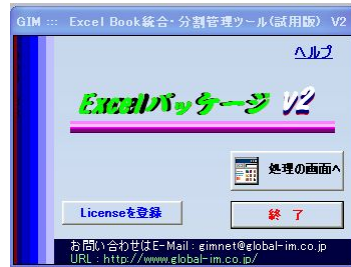 GIM ::: Excel Book統合・分割管理ツール(試用版) V2
ヘルプ
Excelパッケージ V2
処理の画面へ
Licenseを登録
終 了
お問い合わせはE-Mail：gimnet@global-im.co.jp
URL：http://www.global-im.co.jp/